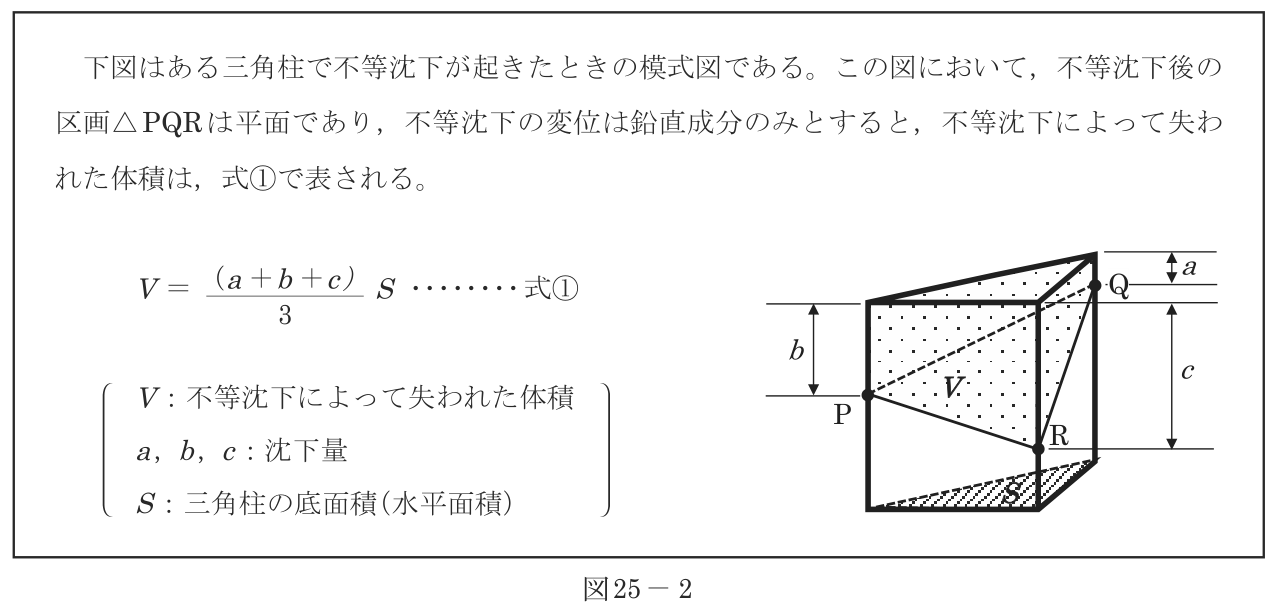 下図はある三角柱で不等沈下が起きたときの模式図である。この図において，不等沈下後の
区画△PQRは平面であり，不等沈下の変位は鉛直成分のみとすると，不等沈下によって失わ
れた体積は，式①で表される。
V = (a + b + c) / 3 S ········· 式①
V : 不等沈下によって失われた体積
a，b，c : 沈下量
S : 三角柱の底面積(水平面積)
a
Q
b
c
V
P
R
S
図25－2